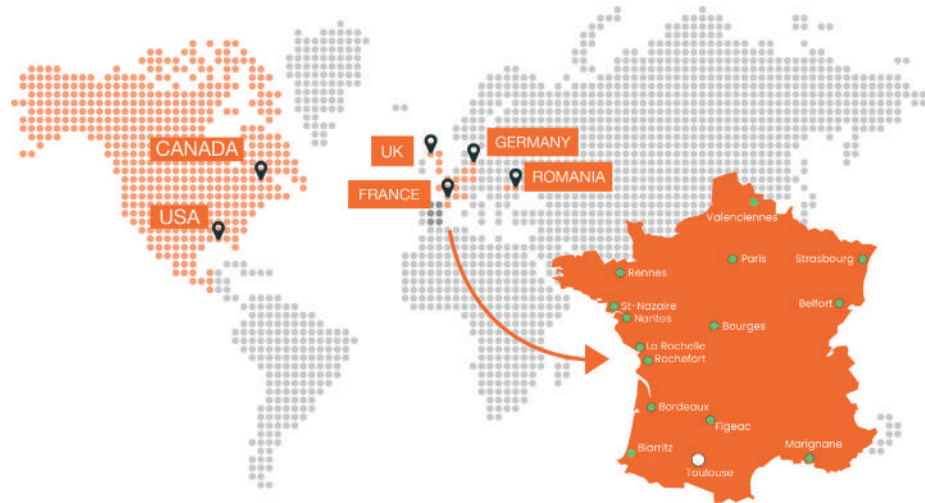 CANADA
USA
UK
GERMANY
FRANCE
ROMANIA
Valenciennes
Paris
Strasbourg
Rennes
Belfort
St-Nazaire
Nantes
Bourges
La Rochelle
Rochefort
Bordeaux
Figeac
Biarritz
Marignane
Toulouse